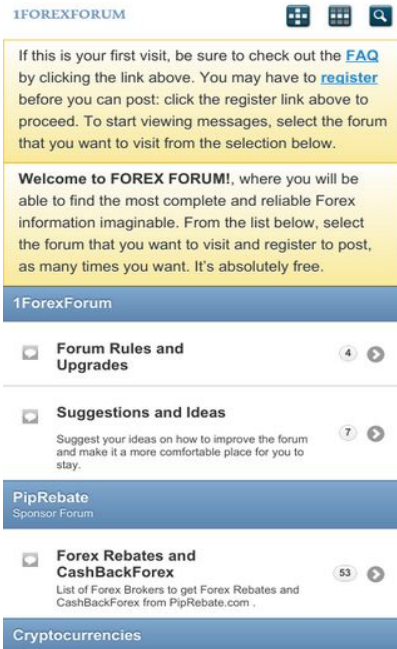 1FOREXFORUM
If this is your first visit, be sure to check out the FAQ
by clicking the link above. You may have to register
before you can post: click the register link above to
proceed. To start viewing messages, select the forum
that you want to visit from the selection below.
Welcome to FOREX FORUM!, where you will be
able to find the most complete and reliable Forex
information imaginable. From the list below, select
the forum that you want to visit and register to post,
as many times you want. It's absolutely free.
1ForexForum
Forum Rules and
Upgrades
4
Suggestions and Ideas
Suggest your ideas on how to improve the forum
and make it a more comfortable place for you to
stay.
7
PipRebate
Sponsor Forum
Forex Rebates and
CashBackForex
List of Forex Brokers to get Forex Rebates and
CashBackForex from PipRebate.com .
53
Cryptocurrencies